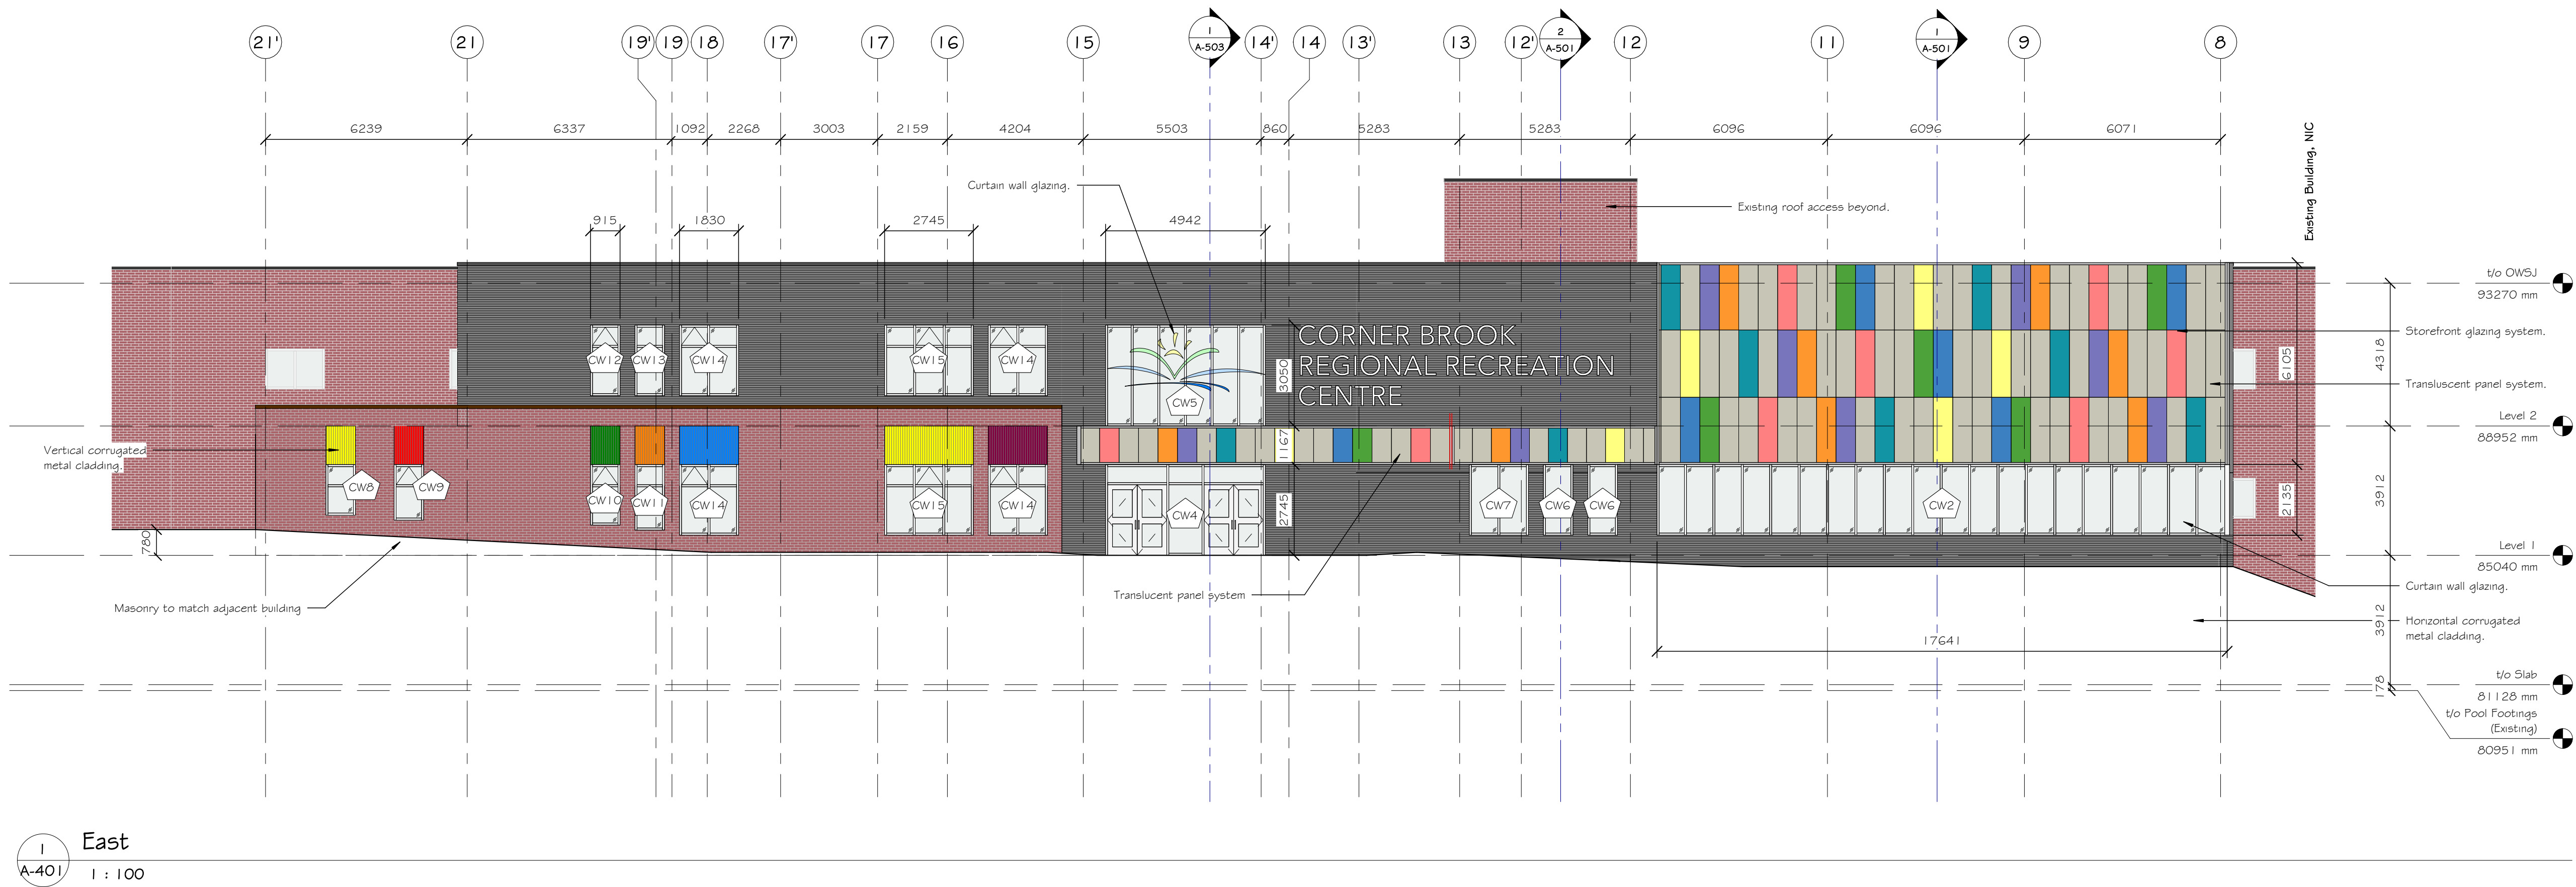 21'
21
19'
19
18
17'
17
16
15
1
A-503
14'
14
13'
13
12'
2
A-501
12
11
1
A-501
9
8
6239
6337
1092
2268
3003
2159
4204
5503
860
5283
5283
6096
6096
6071
Existing Building, NIC
Curtain wall glazing.
Existing roof access beyond.
915
1830
2745
4942
t/o OWSJ
93270 mm
CORNER BROOK
REGIONAL RECREATION
CENTRE
Storefront glazing system.
CW12
CW13
CW14
CW15
CW14
CW5
3050
6105
4318
Transluscent panel system.
Level 2
88952 mm
Vertical corrugated
metal cladding.
1167
CW8
CW9
CW10
CW11
CW14
CW15
CW14
CW4
2745
CW7
CW6
CW6
CW2
2135
3912
780
Level 1
85040 mm
Masonry to match adjacent building
Translucent panel system
Curtain wall glazing.
3912
Horizontal corrugated
metal cladding.
17641
178
t/o Slab
81128 mm
t/o Pool Footings
(Existing)
80951 mm
1
A-401
East
1 : 100